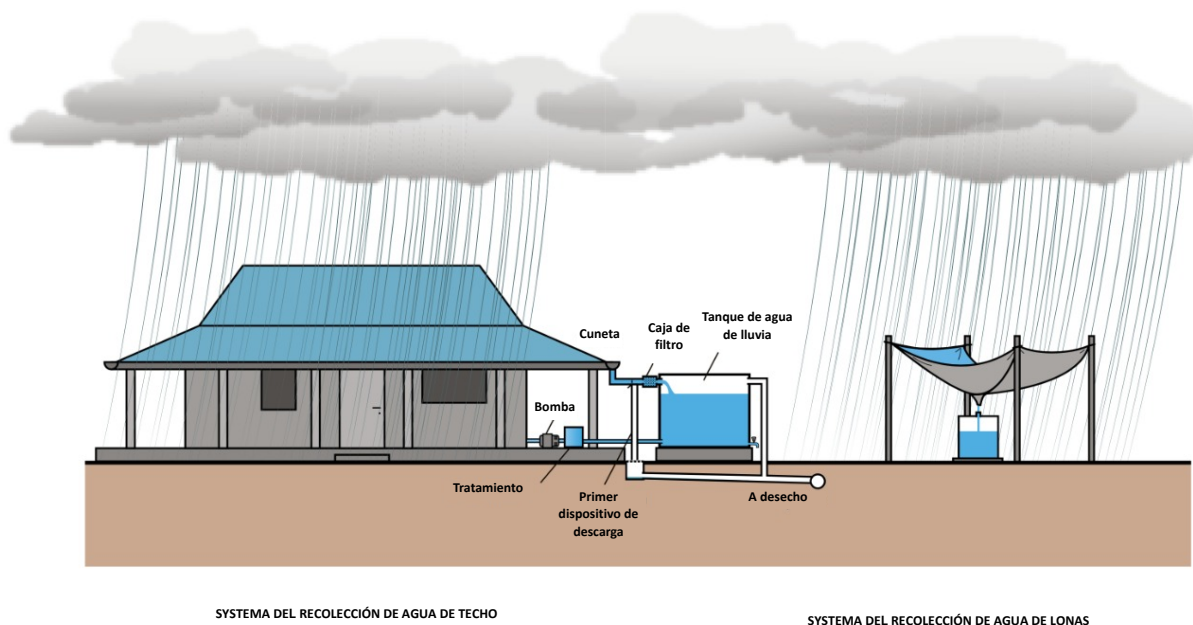 Cuneta
Caja de
filtro
Tanque de agua
de lluvia
Bomba
Tratamiento
Primer
dispositivo de
descarga
A desecho
SYSTEMA DEL RECOLECCIÓN DE AGUA DE TECHO
SYSTEMA DEL RECOLECCIÓN DE AGUA DE LONAS